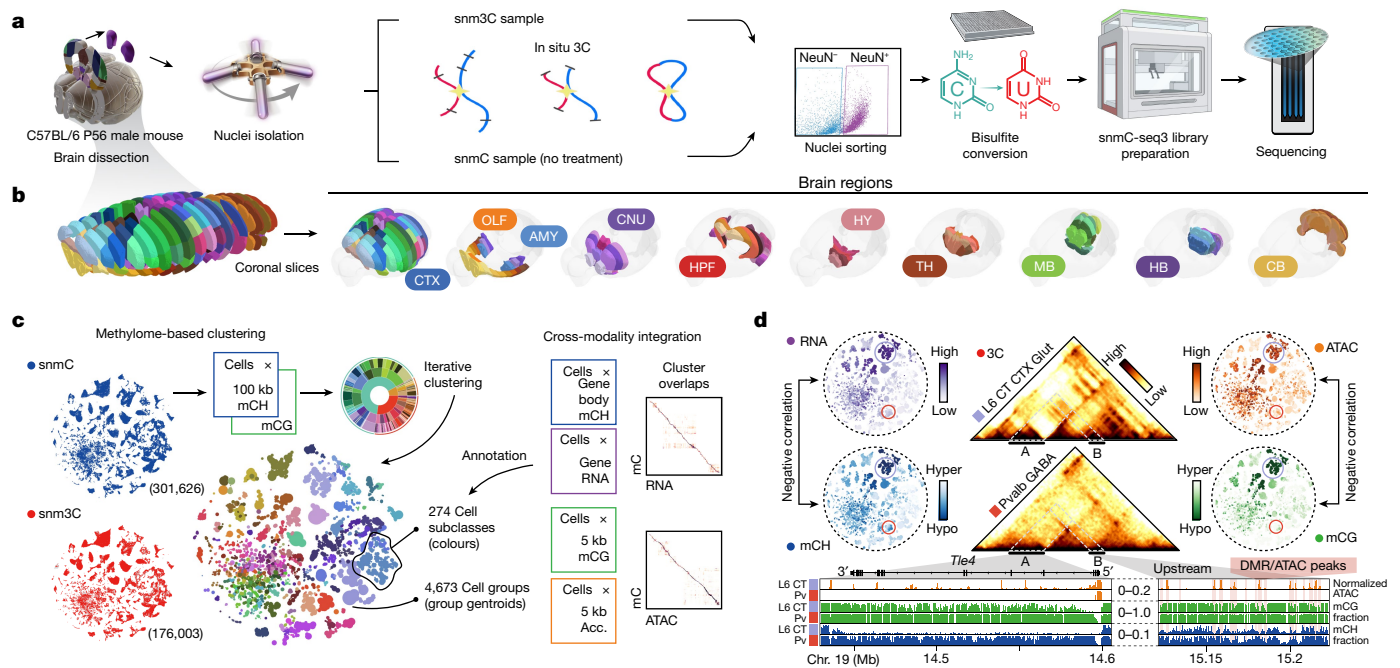 a
snm3C sample
In situ 3C
snmC sample (no treatment)
C57BL/6 P56 male mouse
Brain dissection
Nuclei isolation
NeuN⁻
NeuN⁺
Nuclei sorting
NH₂
C
N
N
H
O
O
U
NH
N
H
O
Bisulfite
conversion
snmC-seq3 library
preparation
Sequencing
b
Coronal slices
Brain regions
CTX
OLF
AMY
CNU
HPF
HY
TH
MB
HB
CB
c
Methylome-based clustering
snmC
(301,626)
snm3C
(176,003)
Cells ×
100 kb
mCH
mCG
Iterative
clustering
Annotation
274 Cell
subclasses
(colours)
4,673 Cell groups
(group gentroids)
Cross-modality integration
Cells ×
Gene
body
mCH
Cells ×
Gene
RNA
Cells ×
5 kb
mCG
Cells ×
5 kb
Acc.
Cluster
overlaps
mC
RNA
mC
ATAC
d
RNA
High
Low
Negative correlation
Hyper
Hypo
mCH
3C
L6 CT CTX Glut
High
Low
A
B
Pvalb GABA
A
B
High
Low
ATAC
Negative correlation
Hyper
Hypo
mCG
3′
Tle4
5′
Upstream
DMR/ATAC peaks
L6 CT
Pv
0–0.2
Normalized
ATAC
L6 CT
Pv
0–1.0
mCG
fraction
L6 CT
Pv
0–0.1
mCH
fraction
Chr. 19 (Mb)
14.5
14.6
15.15
15.2